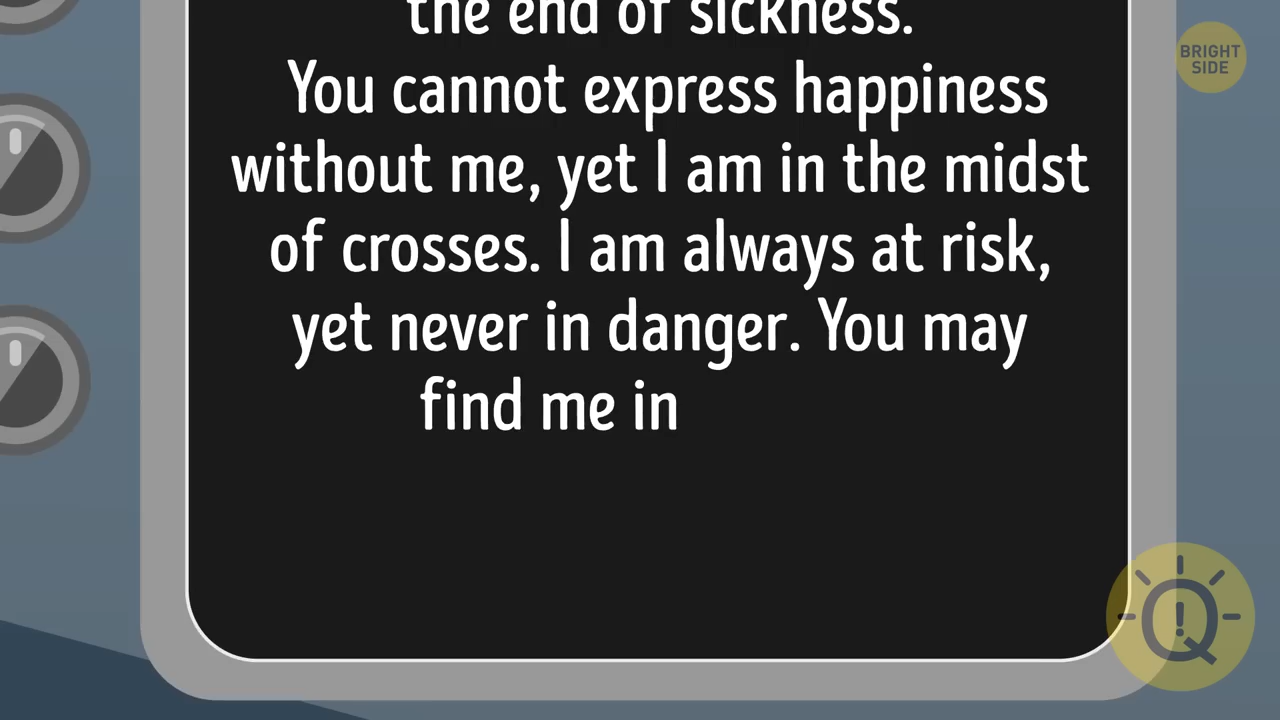 the end of sickness.
You cannot express happiness
without me, yet I am in the midst
of crosses. I am always at risk,
yet never in danger. You may
find me in
BRIGHT
SIDE
Q!